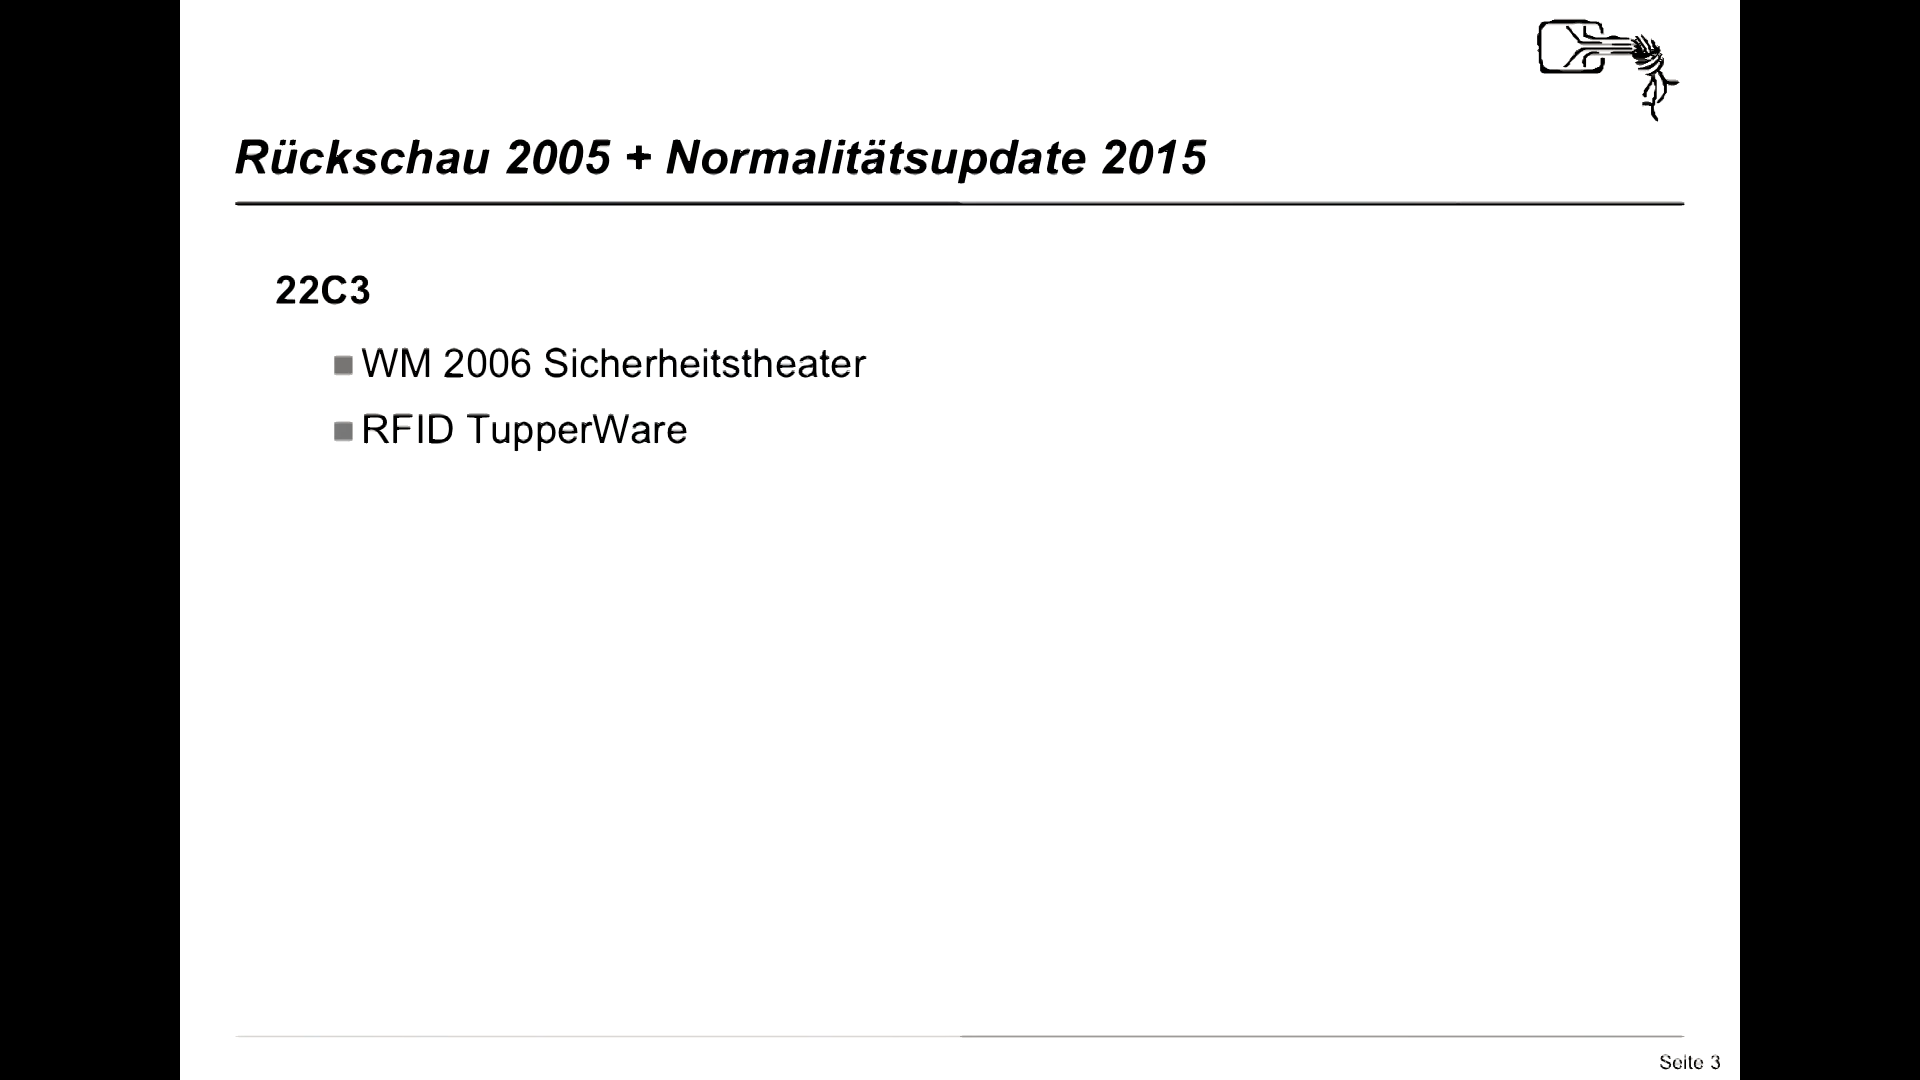 Rückschau 2005 + Normalitätsupdate 2015
22C3
WM 2006 Sicherheitstheater
RFID TupperWare
Seite 3